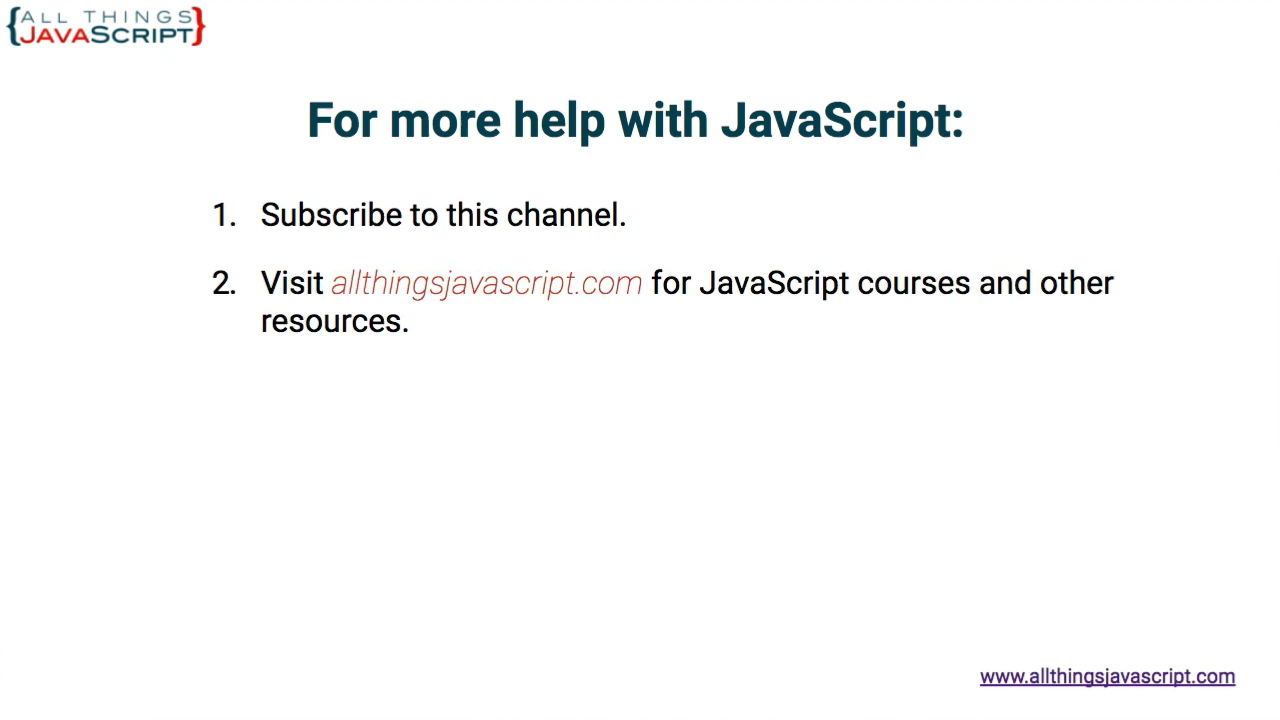 {ALL THINGS
JAVASCRIPT}
For more help with JavaScript:
1. Subscribe to this channel.
2. Visit allthingsjavascript.com for JavaScript courses and other
resources.
www.allthingsjavascript.com